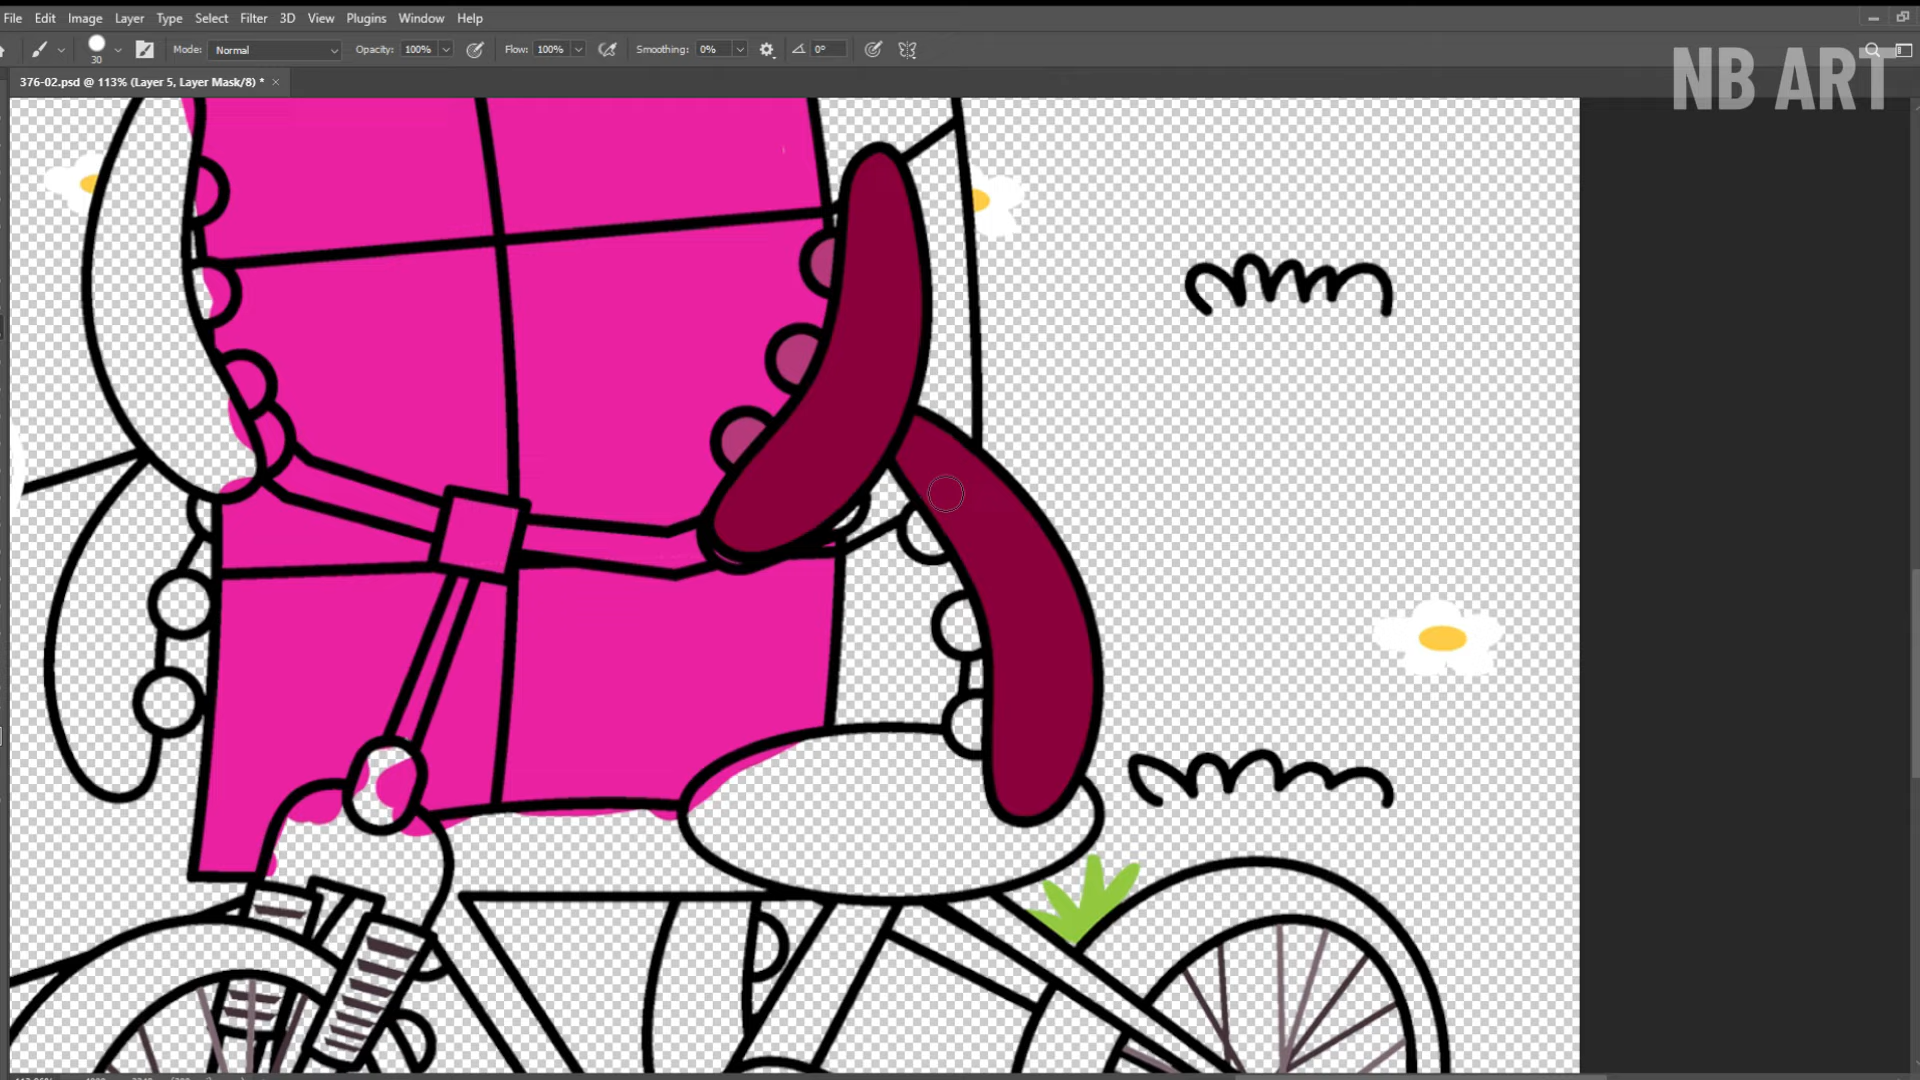 File Edit Image Layer Type Select Filter 3D View Plugins Window Help
30 Mode: Normal Opacity: 100% Flow: 100% Smoothing: 0% 0°
376-02.psd @ 113% (Layer 5, Layer Mask/8) * ×
NB ART